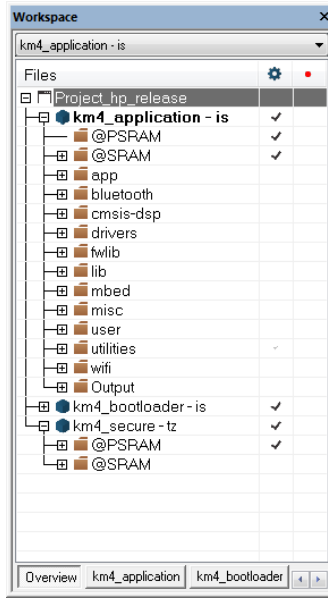 Workspace
km4_application - is
Files
Project_hp_release
km4_application - is
@PSRAM
@SRAM
app
bluetooth
cmsis-dsp
drivers
fwlib
lib
mbed
misc
user
utilities
wifi
Output
km4_bootloader - is
km4_secure - tz
@PSRAM
@SRAM
Overview km4_application km4_bootloader